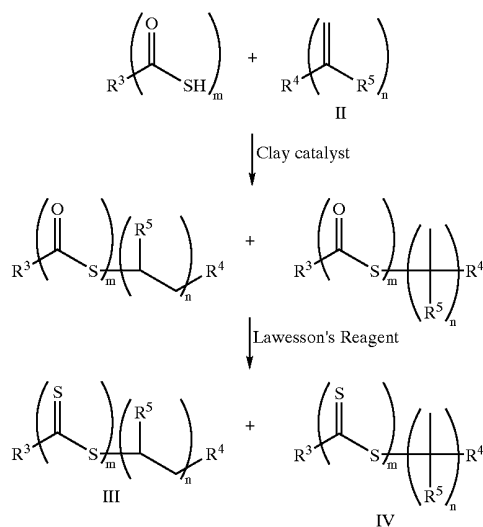 O
R³ SH m + R⁴ R⁵ n
II
Clay catalyst
O R⁵ O
R³ S m n R⁴ + R³ S m R⁴ R⁵ n
Lawesson's Reagent
S R⁵ S
R³ S m n R⁴ + R³ S m R⁴ R⁵ n
III IV